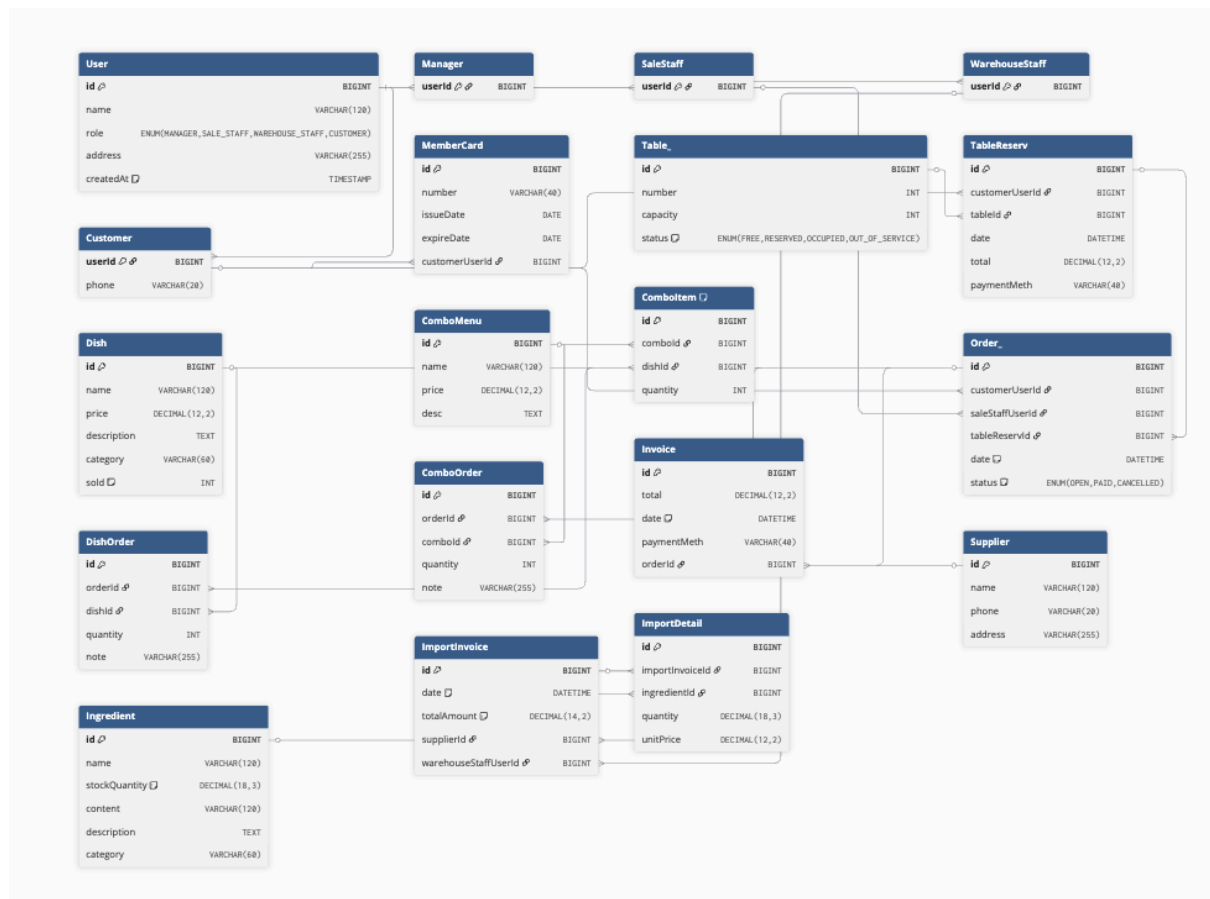 User
id BIGINT
name VARCHAR(120)
role ENUM(MANAGER,SALE_STAFF,WAREHOUSE_STAFF,CUSTOMER)
address VARCHAR(255)
createdAt TIMESTAMP
Manager
userId BIGINT
SaleStaff
userId BIGINT
WarehouseStaff
userId BIGINT
MemberCard
id BIGINT
number VARCHAR(40)
issueDate DATE
expireDate DATE
customerUserId BIGINT
Table_
id BIGINT
number INT
capacity INT
status ENUM(FREE,RESERVED,OCCUPIED,OUT_OF_SERVICE)
TableReserv
id BIGINT
customerUserId BIGINT
tableId BIGINT
date DATETIME
total DECIMAL(12,2)
paymentMeth VARCHAR(40)
Customer
userId BIGINT
phone VARCHAR(20)
ComboItem
id BIGINT
comboId BIGINT
dishId BIGINT
quantity INT
ComboMenu
id BIGINT
name VARCHAR(120)
price DECIMAL(12,2)
desc TEXT
Dish
id BIGINT
name VARCHAR(120)
price DECIMAL(12,2)
description TEXT
category VARCHAR(60)
sold INT
Order_
id BIGINT
customerUserId BIGINT
saleStaffUserId BIGINT
tableReservId BIGINT
date DATETIME
status ENUM(OPEN,PAID,CANCELLED)
Invoice
id BIGINT
total DECIMAL(12,2)
date DATETIME
paymentMeth VARCHAR(40)
orderId BIGINT
ComboOrder
id BIGINT
orderId BIGINT
comboId BIGINT
quantity INT
note VARCHAR(255)
DishOrder
id BIGINT
orderId BIGINT
dishId BIGINT
quantity INT
note VARCHAR(255)
Supplier
id BIGINT
name VARCHAR(120)
phone VARCHAR(20)
address VARCHAR(255)
ImportDetail
id BIGINT
importInvoiceId BIGINT
ingredientId BIGINT
quantity DECIMAL(18,3)
unitPrice DECIMAL(12,2)
ImportInvoice
id BIGINT
date DATETIME
totalAmount DECIMAL(14,2)
supplierId BIGINT
warehouseStaffUserId BIGINT
Ingredient
id BIGINT
name VARCHAR(120)
stockQuantity DECIMAL(18,3)
content VARCHAR(120)
description TEXT
category VARCHAR(60)